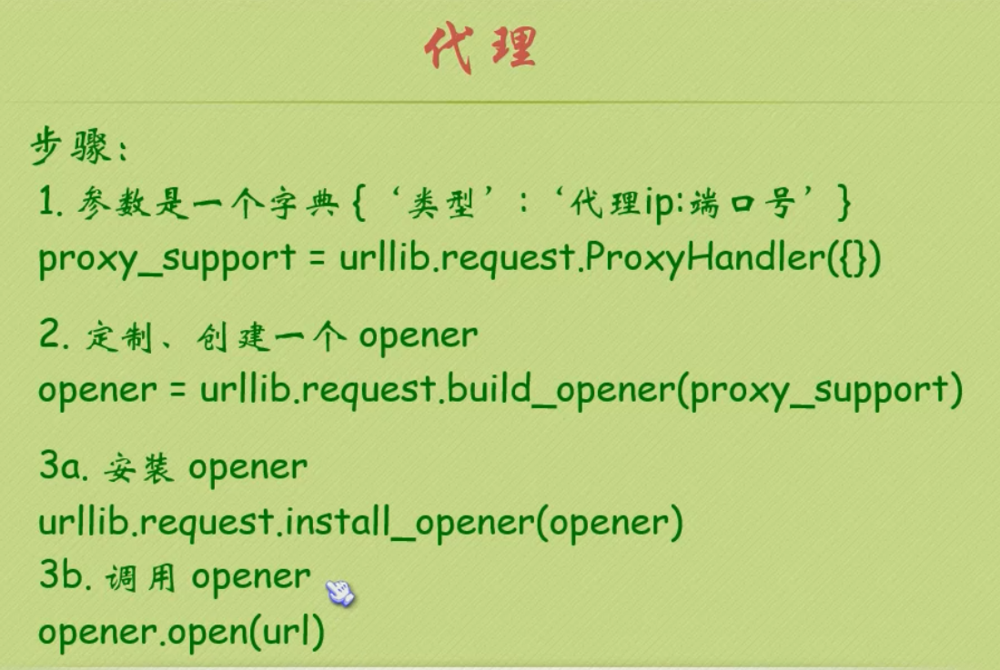 代理
步骤：
1. 参数是一个字典 {‘类型’:‘代理ip:端口号’}
proxy_support = urllib.request.ProxyHandler({})
2. 定制、创建一个 opener
opener = urllib.request.build_opener(proxy_support)
3a. 安装 opener
urllib.request.install_opener(opener)
3b. 调用 opener
opener.open(url)